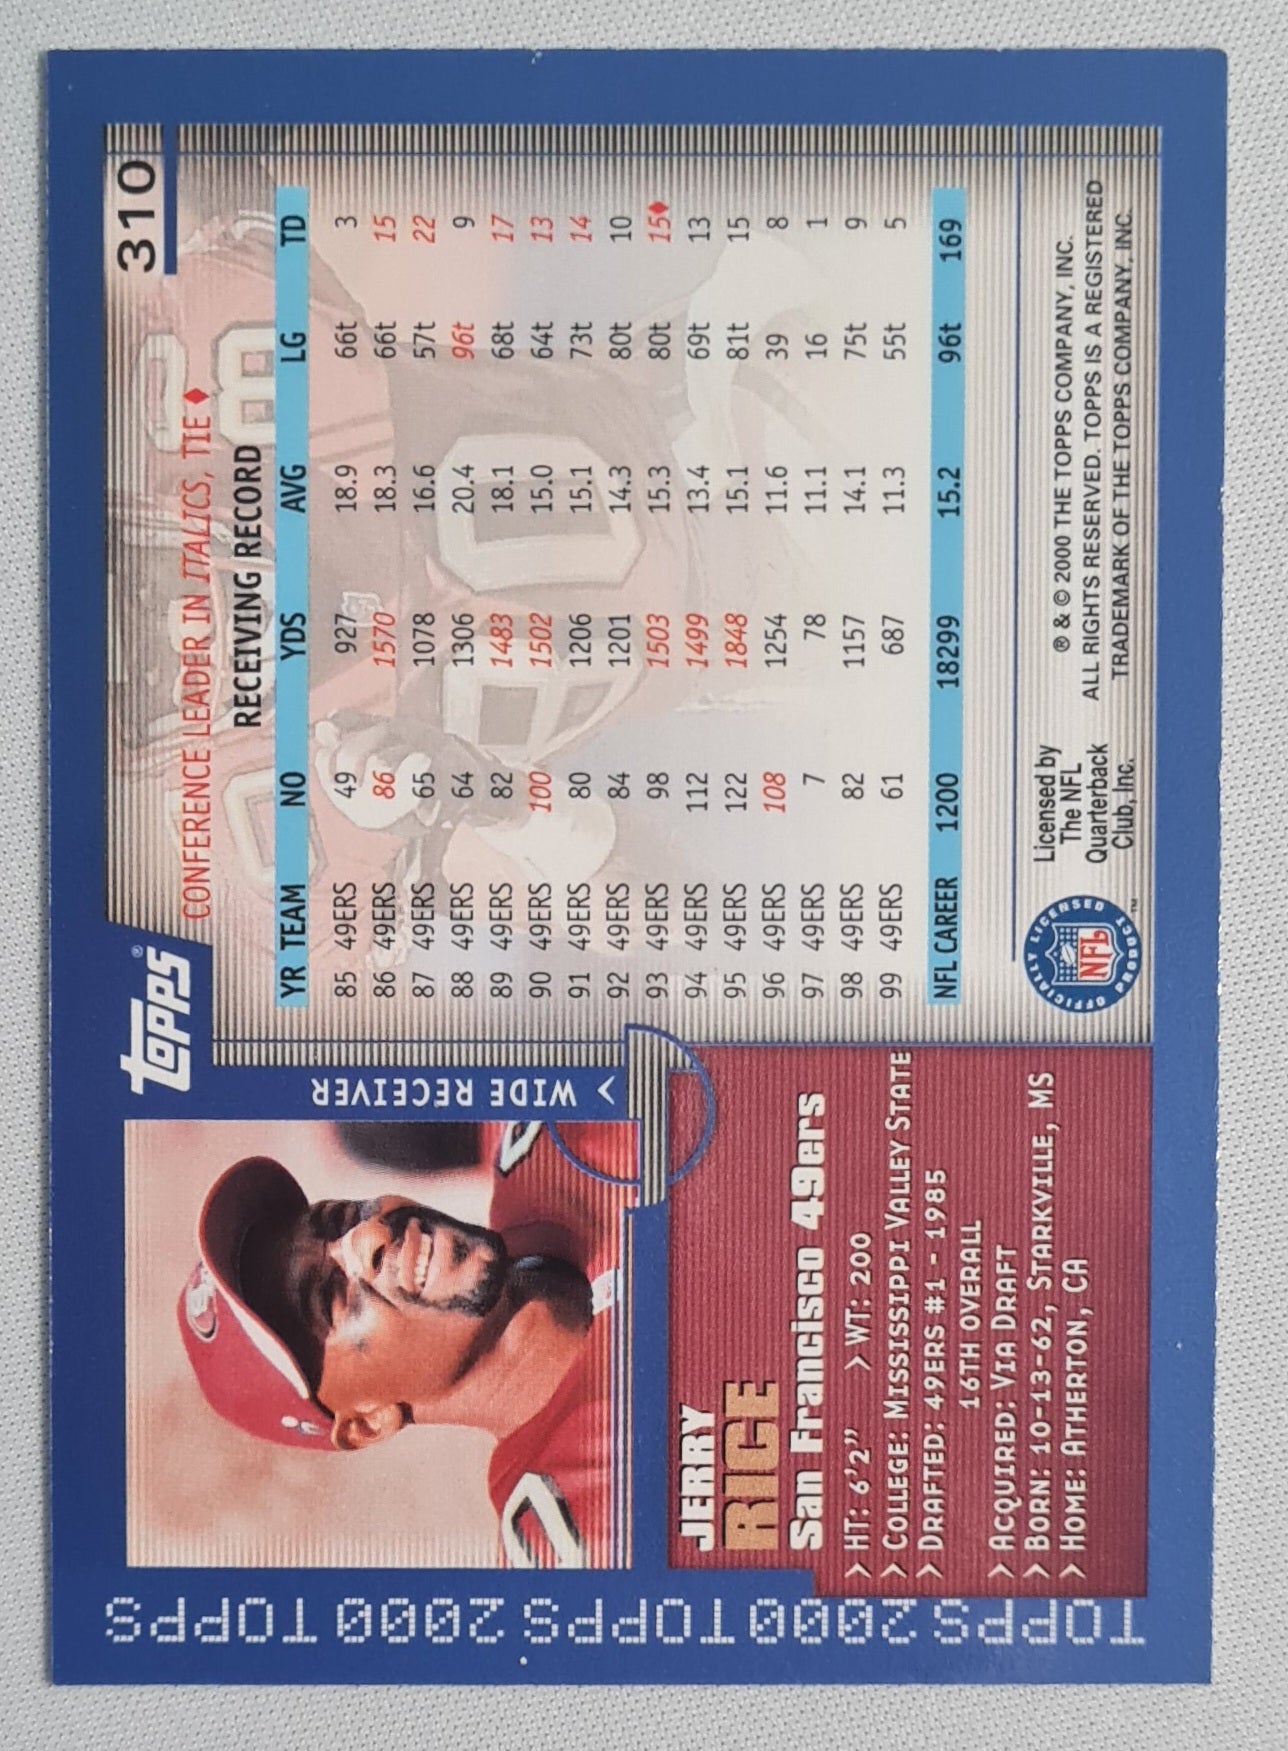 TOPPS 2000 TOPPS 2000 TOPPS 2000 TOPPS
TOPPS®
> WIDE RECEIVER
JERRY
RICE
San Francisco 49ers
> HT: 6'2" > WT: 200
> COLLEGE: MISSISSIPPI VALLEY STATE
> DRAFTED: 49ERS #1 - 1985
16TH OVERALL
> ACQUIRED: VIA DRAFT
> BORN: 10-13-62, STARKVILLE, MS
> HOME: ATHERTON, CA
310
CONFERENCE LEADER IN ITALICS, TIE ♦
RECEIVING RECORD
YR TEAM NO YDS AVG LG TD
85 49ERS 49 927 18.9 66t 3
86 49ERS 86 1570 18.3 66t 15
87 49ERS 65 1078 16.6 57t 22
88 49ERS 64 1306 20.4 96t 9
89 49ERS 82 1483 18.1 68t 17
90 49ERS 100 1502 15.0 64t 13
91 49ERS 80 1206 15.1 73t 14
92 49ERS 84 1201 14.3 80t 10
93 49ERS 98 1503 15.3 80t 15♦
94 49ERS 112 1499 13.4 69t 13
95 49ERS 122 1848 15.1 81t 15
96 49ERS 108 1254 11.6 39 8
97 49ERS 7 78 11.1 16 1
98 49ERS 82 1157 14.1 75t 9
99 49ERS 61 687 11.3 55t 5
NFL CAREER 1200 18299 15.2 96t 169
OFFICIALLY LICENSED PRODUCT
NFL
™
Licensed by
The NFL
Quarterback
Club, Inc.
® & © 2000 THE TOPPS COMPANY, INC.
ALL RIGHTS RESERVED. TOPPS IS A REGISTERED
TRADEMARK OF THE TOPPS COMPANY, INC.